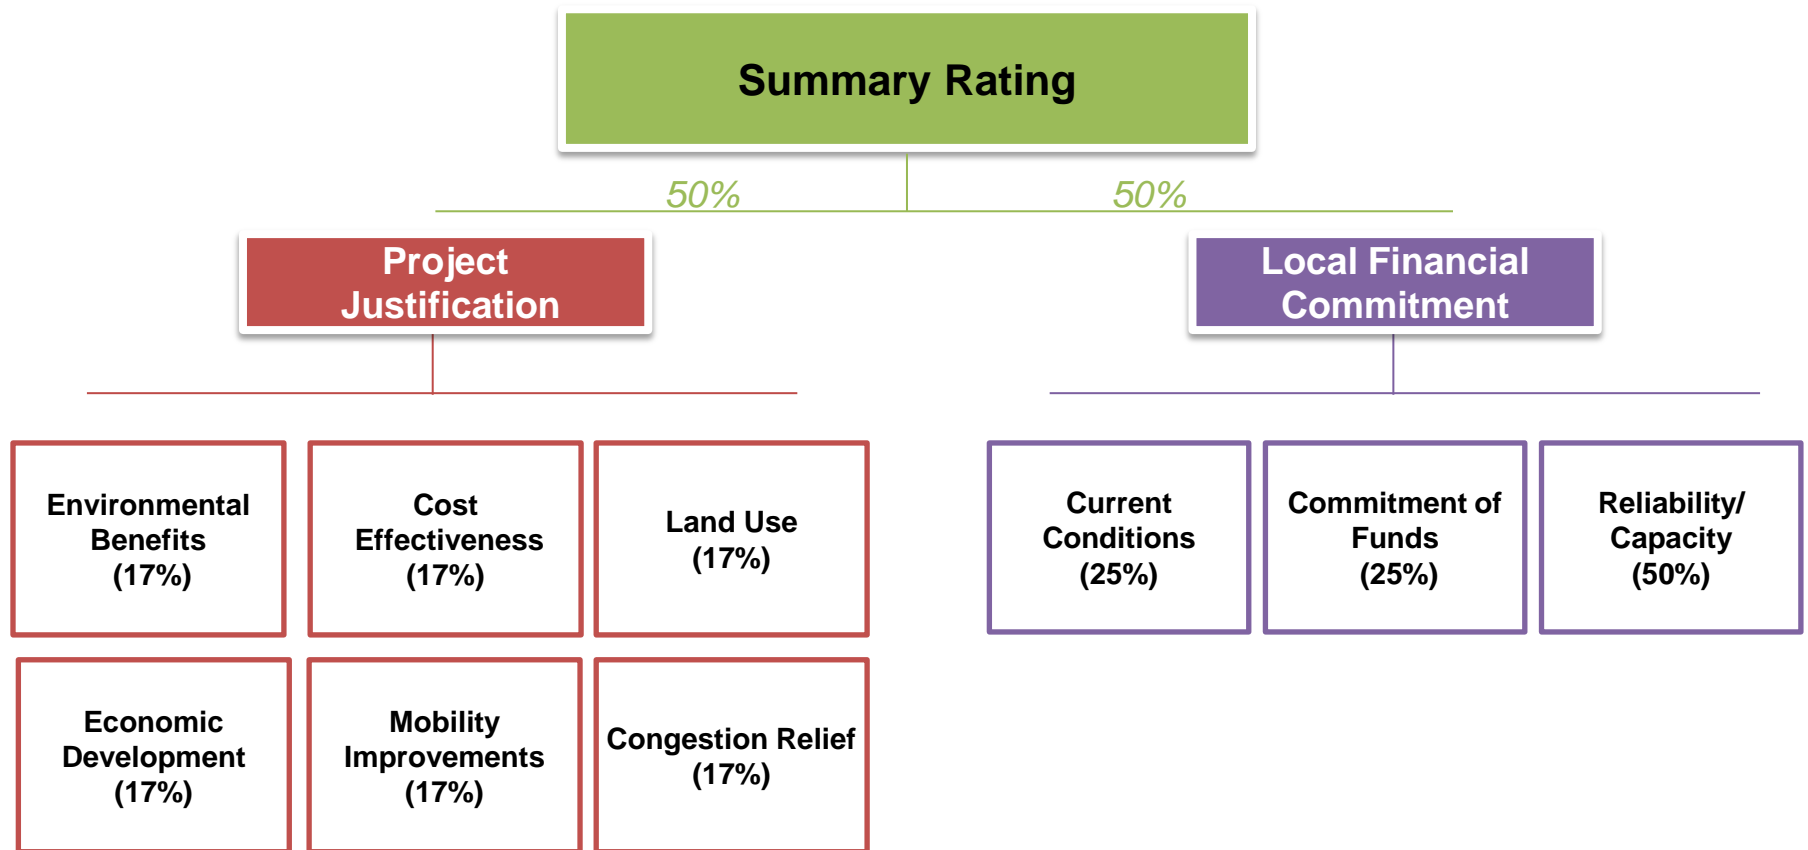 Summary Rating
50%
50%
Project
Justification
Local Financial
Commitment
Environmental
Benefits
(17%)
Cost
Effectiveness
(17%)
Land Use
(17%)
Current
Conditions
(25%)
Commitment of
Funds
(25%)
Reliability/
Capacity
(50%)
Economic
Development
(17%)
Mobility
Improvements
(17%)
Congestion Relief
(17%)